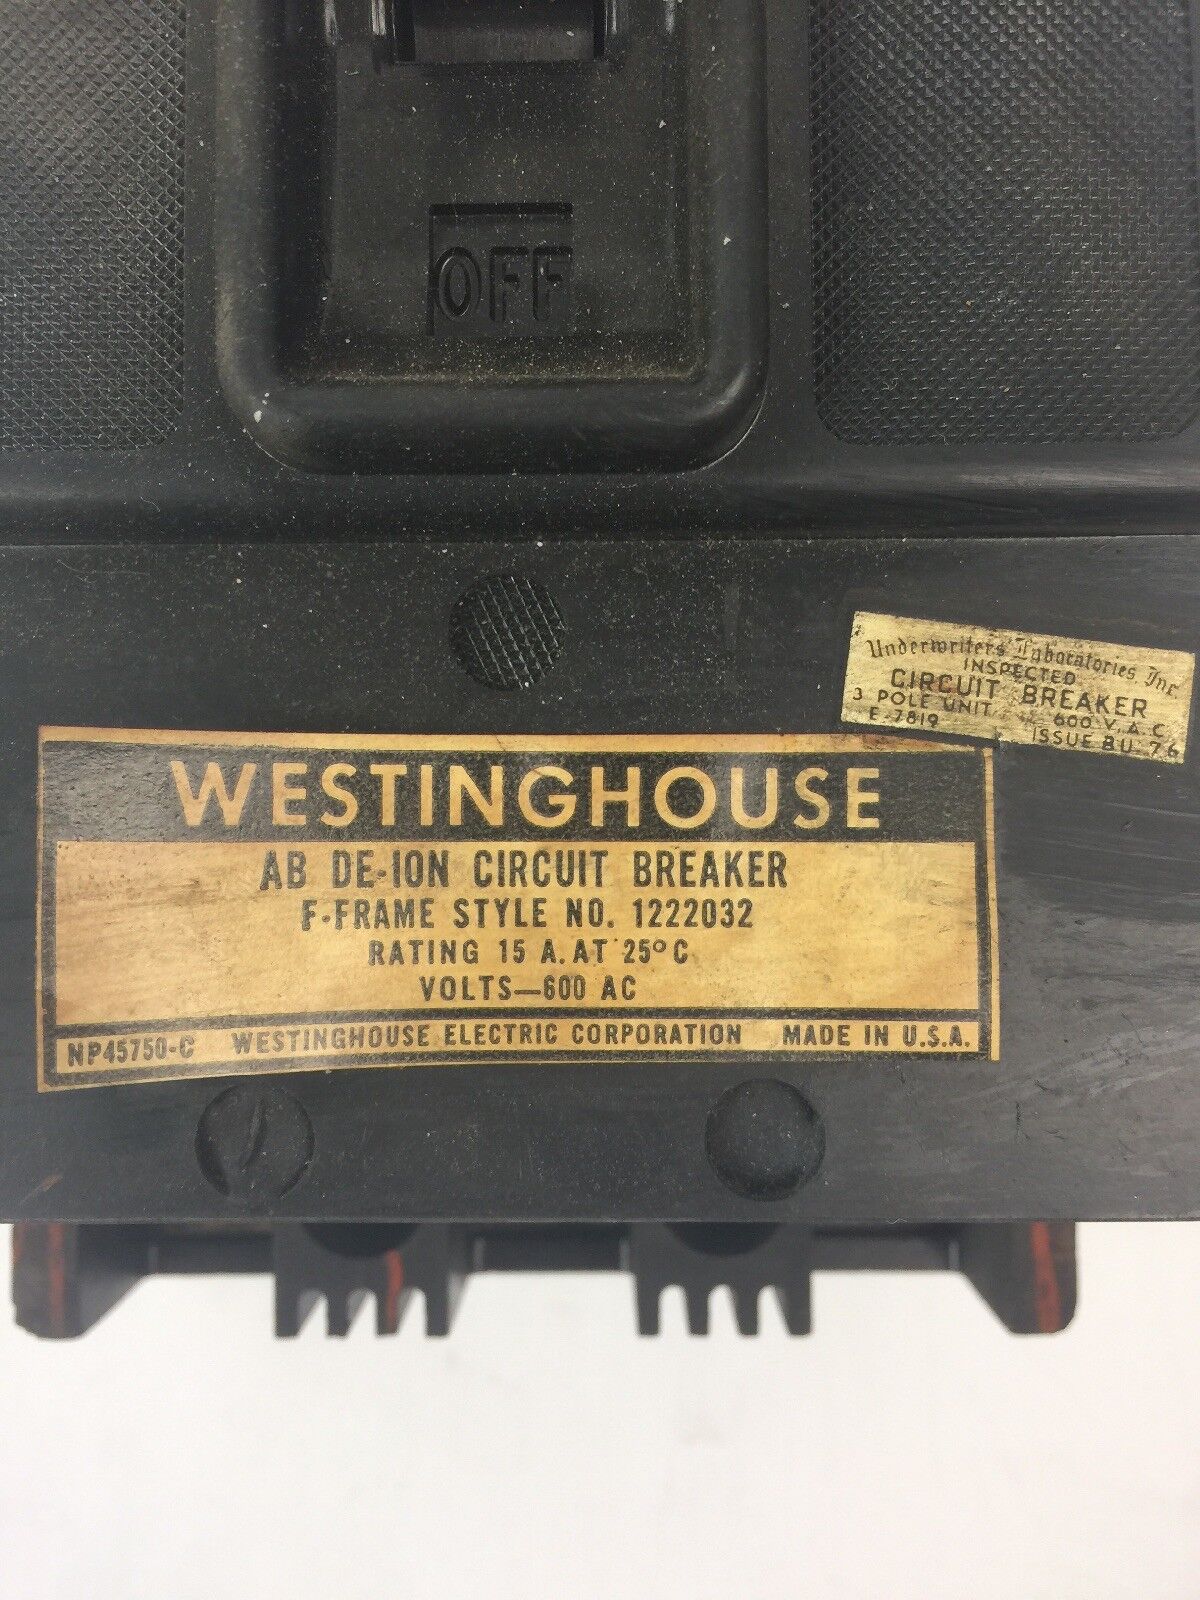 OFF
Underwriters' Laboratories, Inc.
INSPECTED
CIRCUIT BREAKER
3 POLE UNIT 600 V. A C
E-7819 ISSUE BU. 76
WESTINGHOUSE
AB DE-ION CIRCUIT BREAKER
F-FRAME STYLE NO. 1222032
RATING 15 A. AT 25° C
VOLTS—600 AC
NP45750-C WESTINGHOUSE ELECTRIC CORPORATION MADE IN U.S.A.